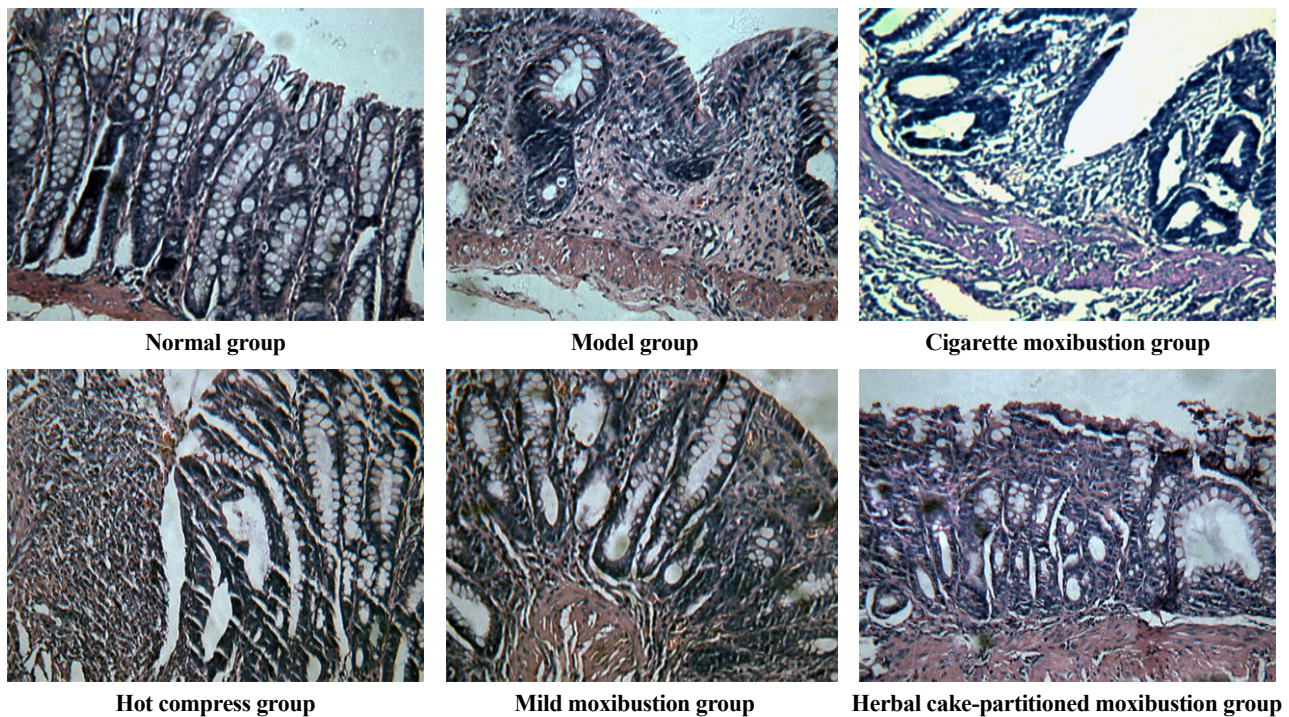 Normal group
Model group
Cigarette moxibustion group
Hot compress group
Mild moxibustion group
Herbal cake-partitioned moxibustion group